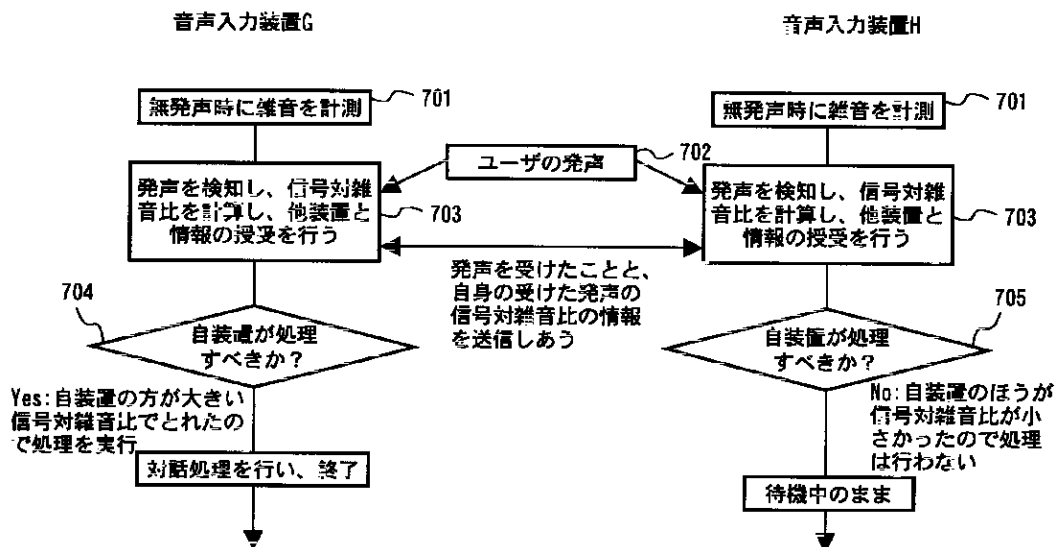 音声入力装置G
音声入力装置H
無発声時に雑音を計測
701
無発声時に雑音を計測
701
ユーザの発声
702
発声を検知し、信号対雑
音比を計算し、他装置と
情報の授受を行う
703
発声を検知し、信号対雑
音比を計算し、他装置と
情報の授受を行う
703
発声を受けたことと、
自身の受けた発声の
信号対雑音比の情報
を送信しあう
704
自装置が処理
すべきか？
705
自装置が処理
すべきか？
Yes:自装置の方が大きい
信号対雑音比でとれたの
で処理を実行
No:自装置のほうが
信号対雑音比が小
さかったので処理
は行わない
対話処理を行い、終了
待機中のまま